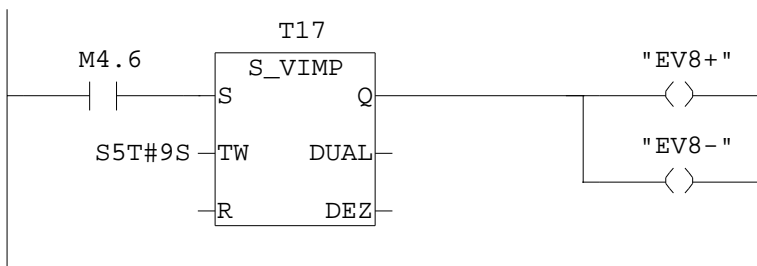 T17
M4.6 S_VIMP "EV8+"
S Q
"EV8-"
S5T#9S TW DUAL
R DEZ